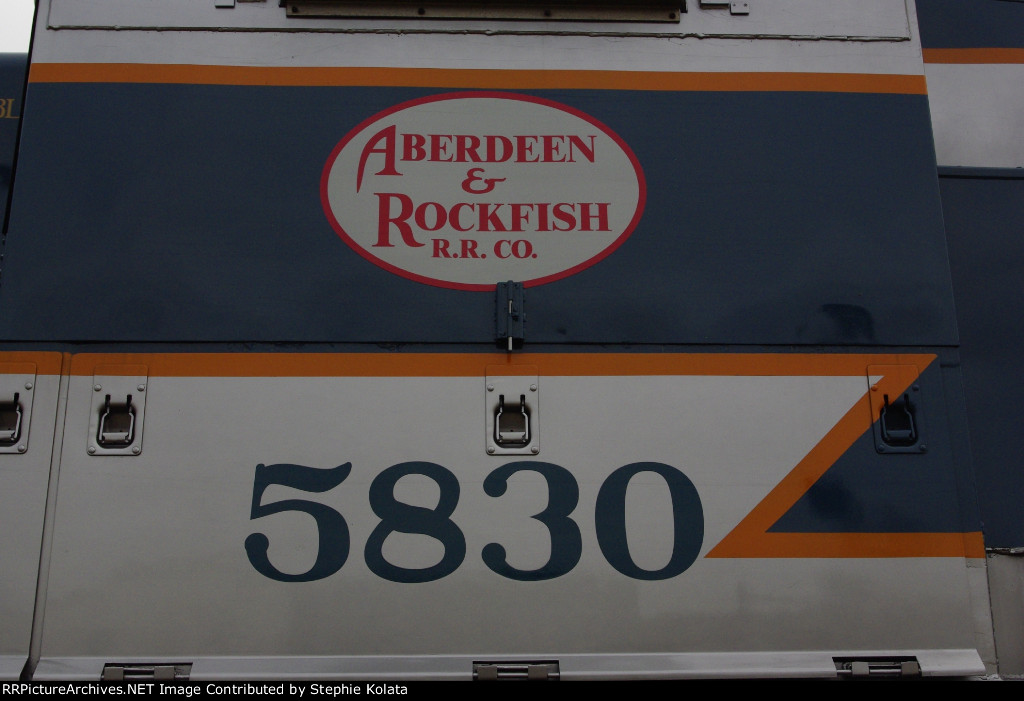 ABERDEEN
&
ROCKFISH
R.R. CO.
5830
RRPictureArchives.NET Image Contributed by Stephie Kolata